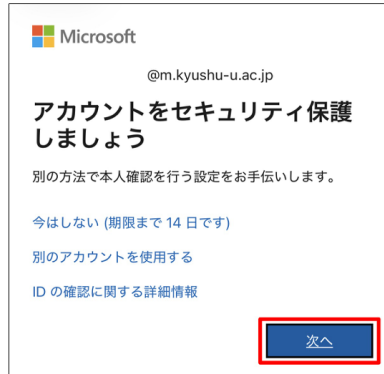 Microsoft
@m.kyushu-u.ac.jp
アカウントをセキュリティ保護
しましょう
別の方法で本人確認を行う設定をお手伝いします。
今はしない (期限まで 14 日です)
別のアカウントを使用する
ID の確認に関する詳細情報
次へ